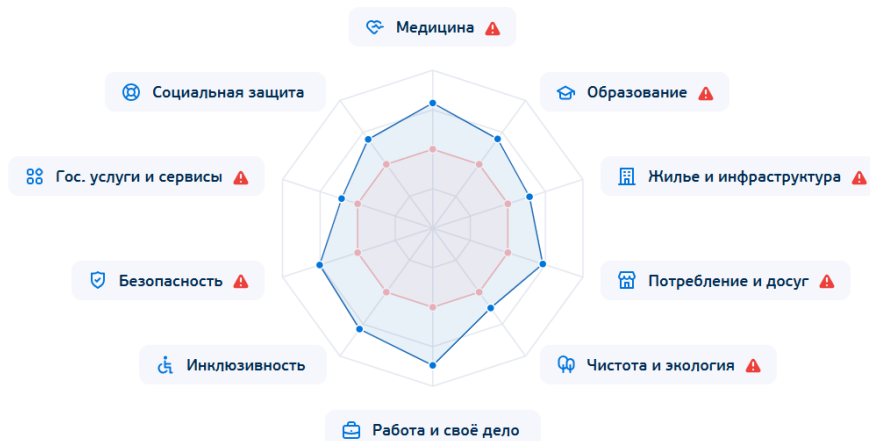 Медицина
Социальная защита
Образование
Гос. услуги и сервисы
Жилье и инфраструктура
Безопасность
Потребление и досуг
Инклюзивность
Чистота и экология
Работа и своё дело